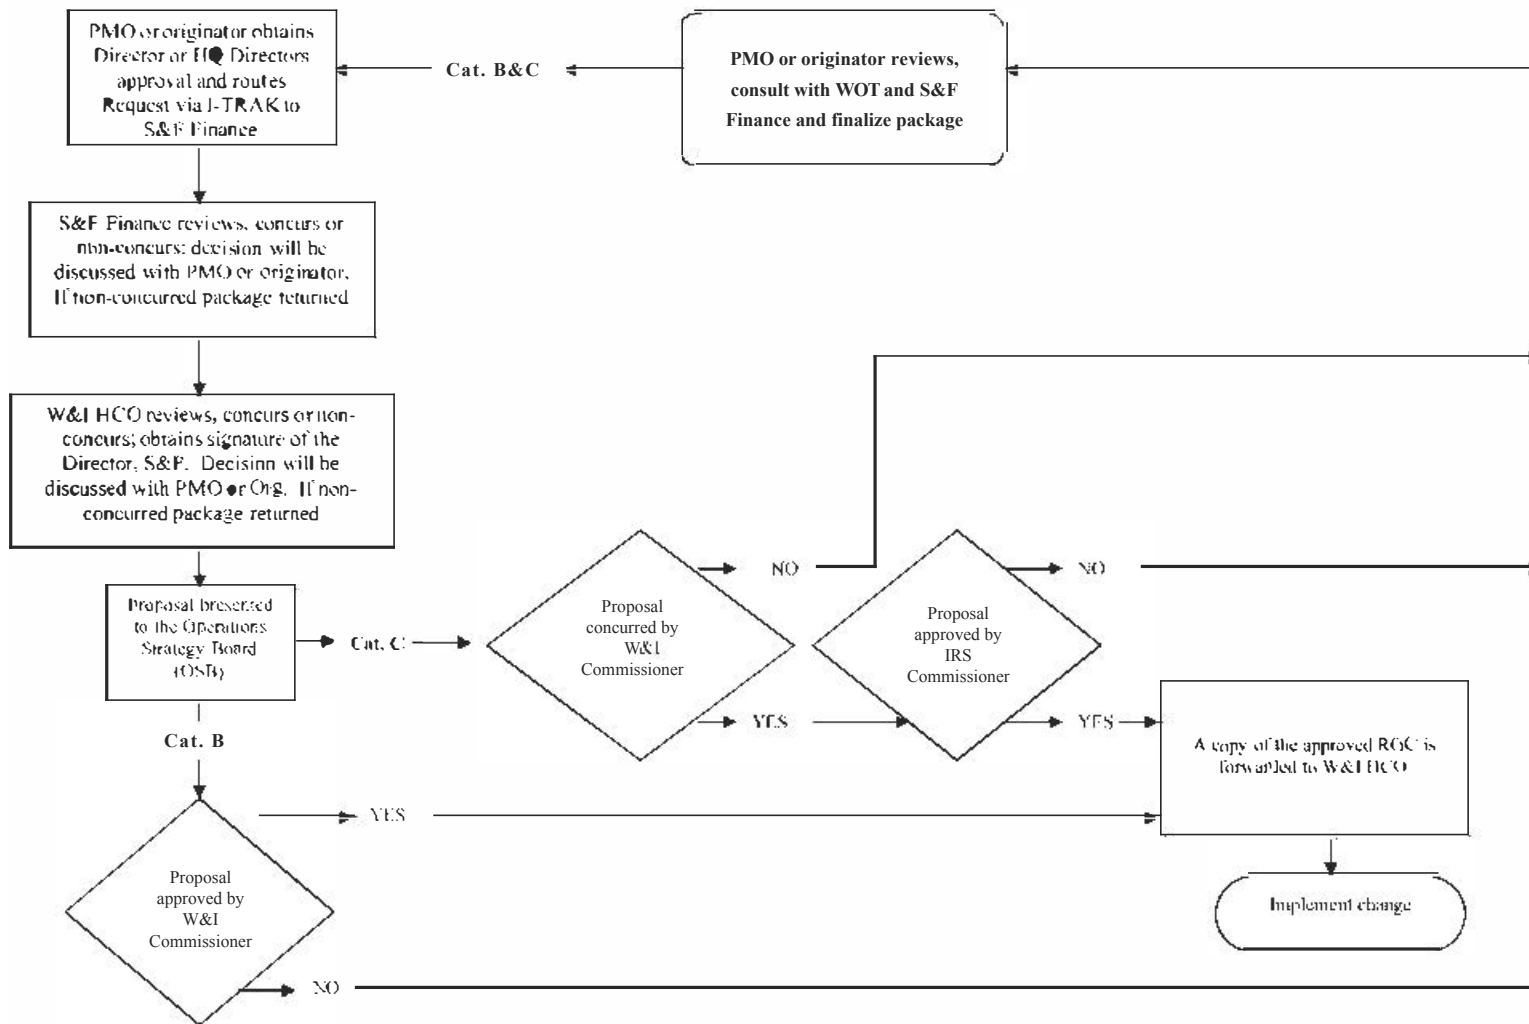 PMO or originator obtains
Director or HQ Directors
approval and routes
Request via I-TRAK to
S&F Finance
Cat. B&C
PMO or originator reviews,
consult with WOT and S&F
Finance and finalize package
S&F Finance reviews, concurs or
non-concurs; decision will be
discussed with PMO or originator.
If non-concurred package returned
W&I HCO reviews, concurs or non-
concurs; obtains signature of the
Director, S&F. Decision will be
discussed with PMO or Org. If non-
concurred package returned
Proposal presented
to the Operations
Strategy Board
(OSB)
Cat. C
Proposal
concurred by
W&I
Commissioner
NO
YES
Proposal
approved by
IRS
Commissioner
NO
YES
A copy of the approved ROC is
forwarded to W&I HCO
Implement change
Cat. B
Proposal
approved by
W&I
Commissioner
YES
NO